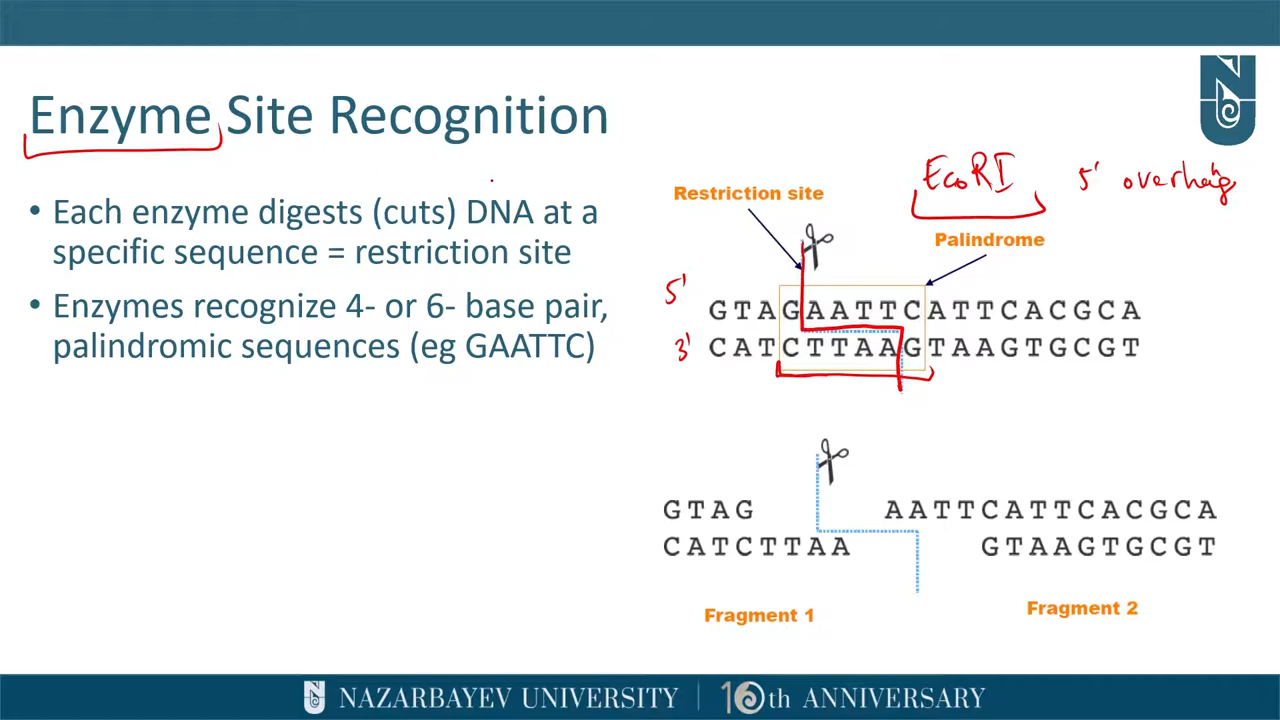 Enzyme Site Recognition
• Each enzyme digests (cuts) DNA at a
specific sequence = restriction site
• Enzymes recognize 4- or 6- base pair,
palindromic sequences (eg GAATTC)
EcoRI 5' overhang
Restriction site
Palindrome
5' GTAGAATTCATTCACGCA
3' CATCTTAAGTAAGTGCGT
GTAG AATTCATTCACGCA
CATCTTAA GTAAGTGCGT
Fragment 1 Fragment 2
NAZARBAYEV UNIVERSITY | 10th ANNIVERSARY